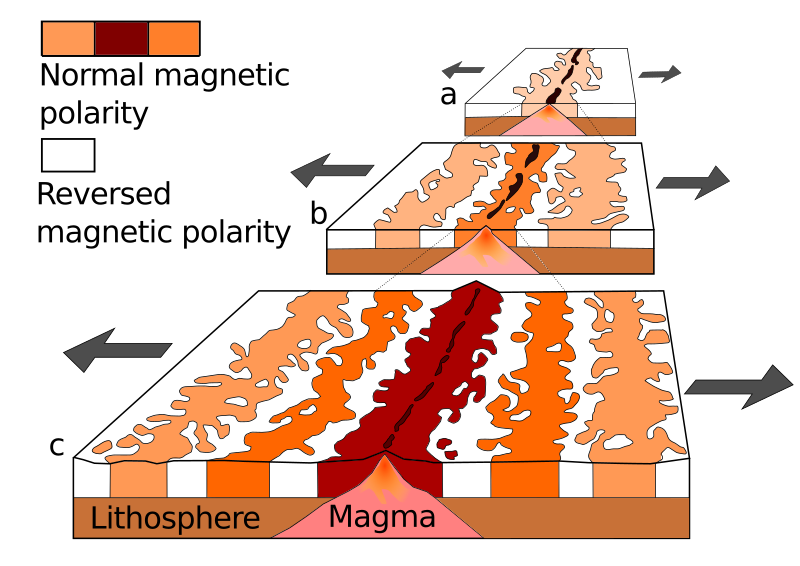 Normal magnetic
polarity
Reversed
magnetic polarity
a
b
c
Lithosphere
Magma